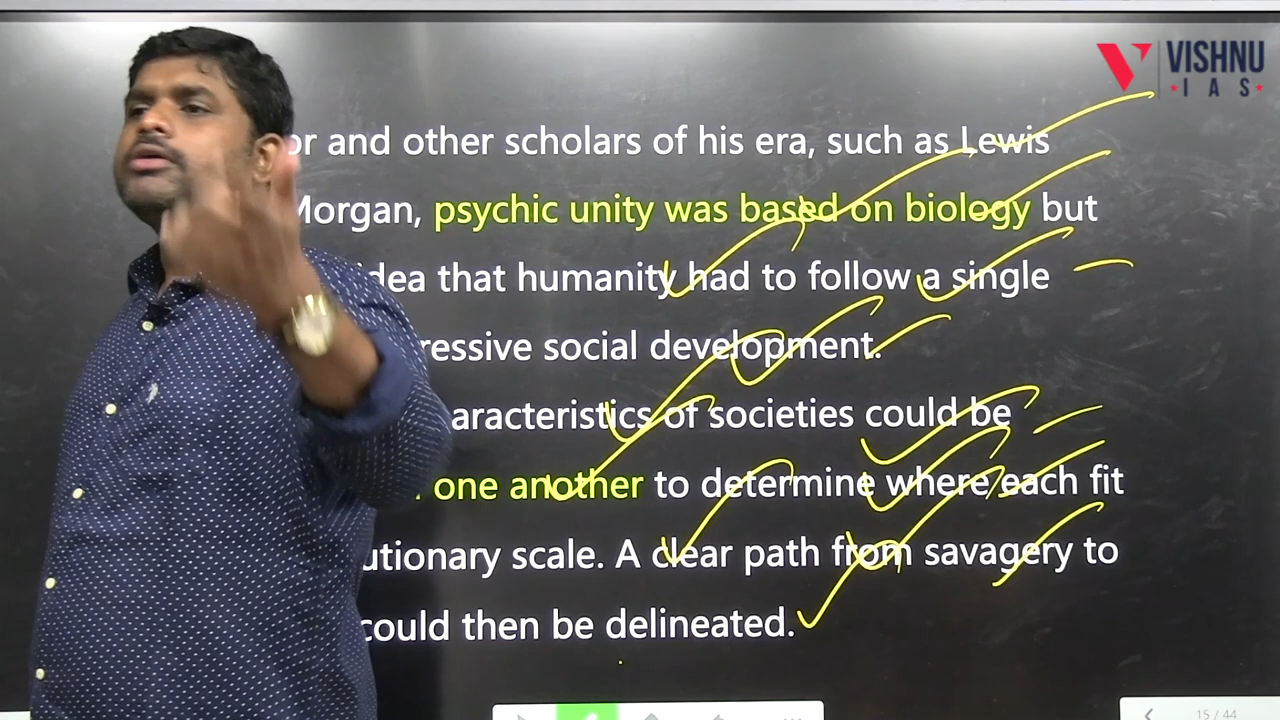 VISHNU
IAS
or and other scholars of his era, such as Lewis
Morgan, psychic unity was based on biology but
dea that humanity had to follow a single
ressive social development.
aracteristics of societies could be
one another to determine where each fit
utionary scale. A clear path from savagery to
could then be delineated.
15 / 44